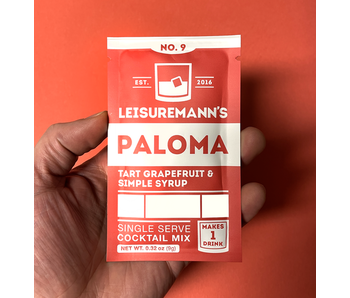 NO. 9
EST. 2016
LEISUREMANN'S
PALOMA
TART GRAPEFRUIT &
SIMPLE SYRUP
SINGLE SERVE
COCKTAIL MIX
NET WT. 0.32 oz (9g)
MAKES
1
DRINK